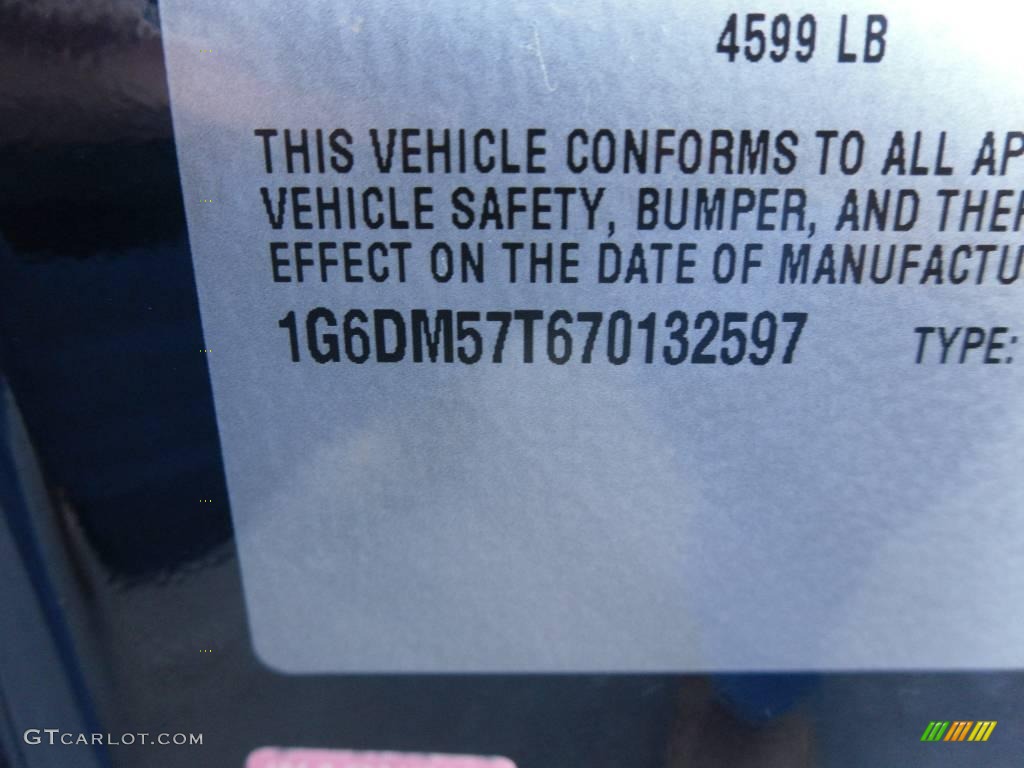 4599 LB
THIS VEHICLE CONFORMS TO ALL AP
VEHICLE SAFETY, BUMPER, AND THEF
EFFECT ON THE DATE OF MANUFACTU
1G6DM57T670132597 TYPE:
GTCARLOT.COM